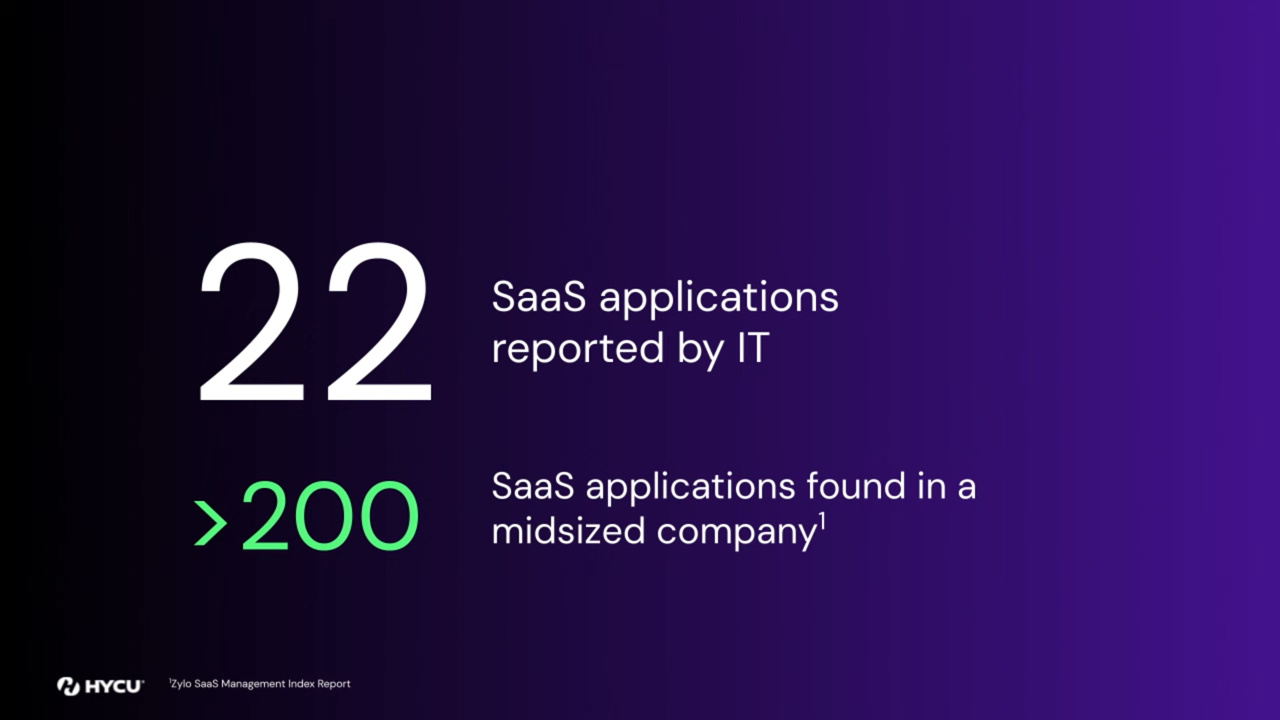 22
SaaS applications
reported by IT
>200
SaaS applications found in a
midsized company¹
HYCU
¹Zylo SaaS Management Index Report